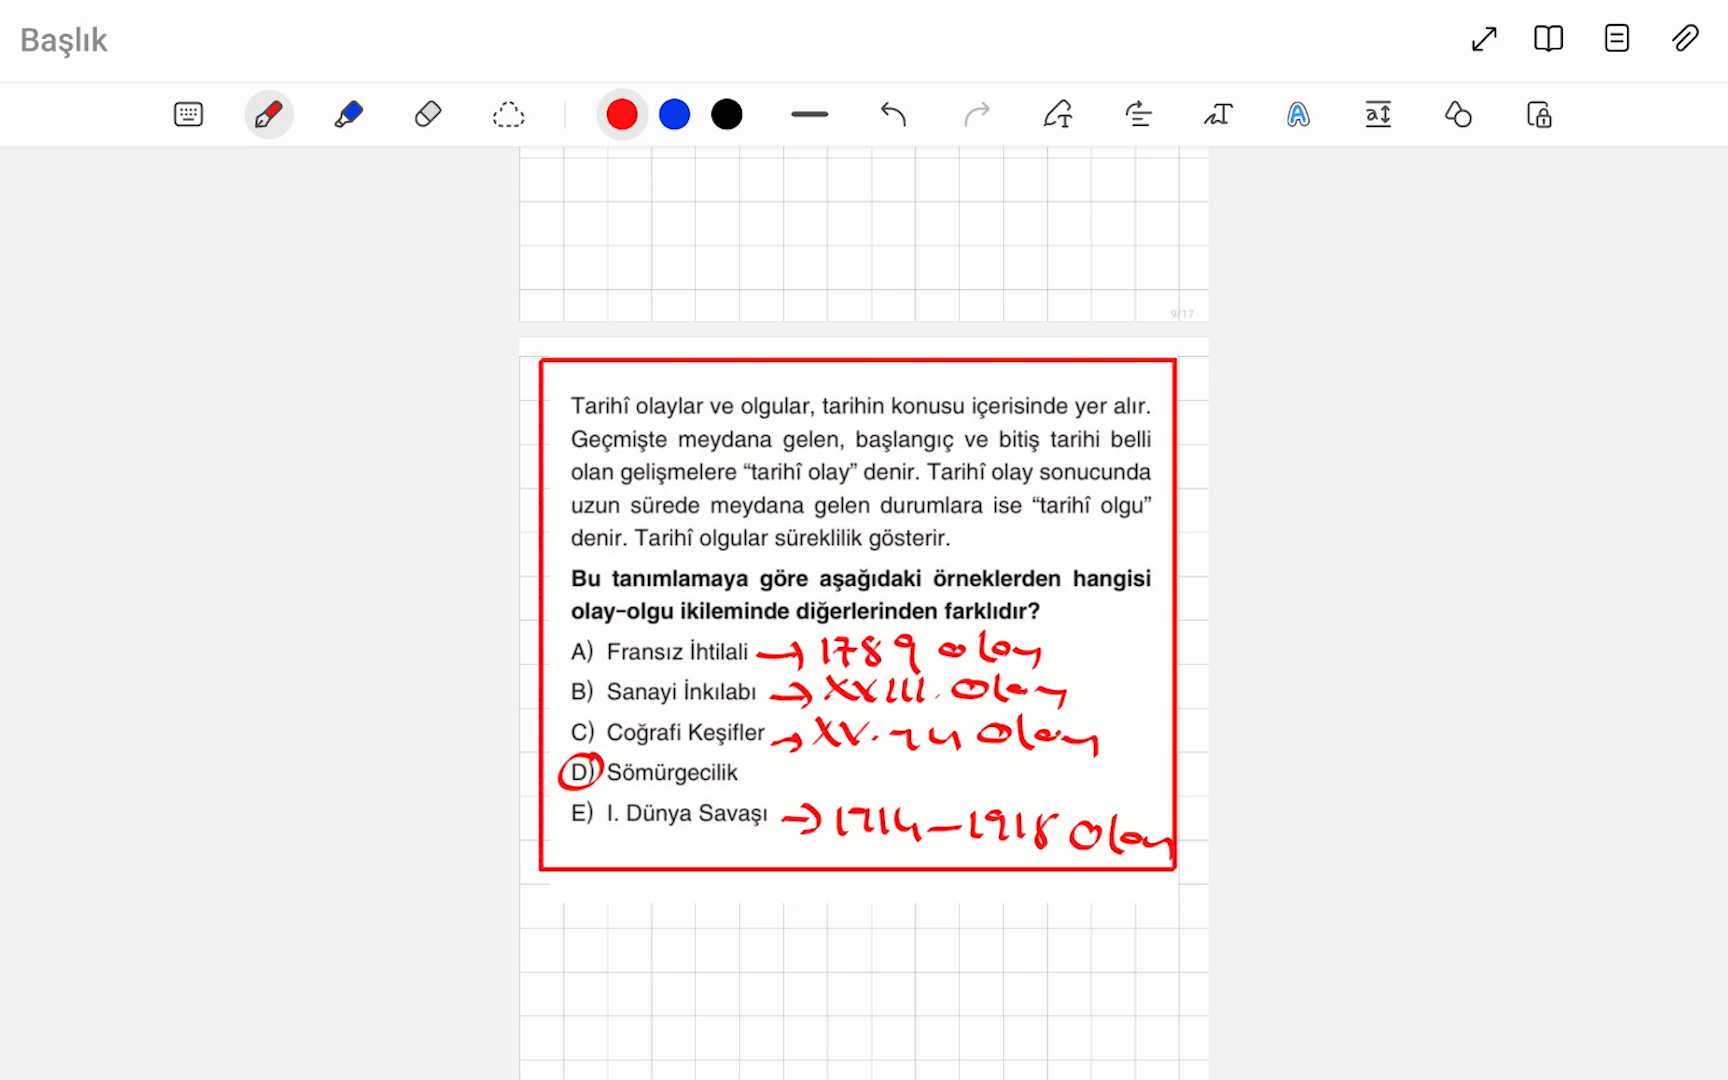 Başlık
9/17
Tarihî olaylar ve olgular, tarihin konusu içerisinde yer alır.
Geçmişte meydana gelen, başlangıç ve bitiş tarihi belli
olan gelişmelere “tarihî olay” denir. Tarihî olay sonucunda
uzun sürede meydana gelen durumlara ise “tarihî olgu”
denir. Tarihî olgular süreklilik gösterir.
Bu tanımlamaya göre aşağıdaki örneklerden hangisi
olay–olgu ikileminde diğerlerinden farklıdır?
A) Fransız İhtilali → 1789 olay
B) Sanayi İnkılabı → XVIII. Olay
C) Coğrafi Keşifler → XV. yy Olay
D) Sömürgecilik
E) I. Dünya Savaşı → 1914–1918 Olay